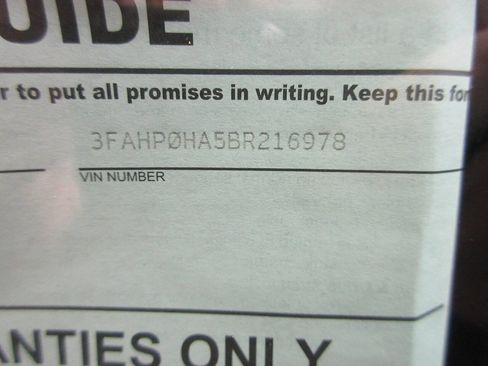 UIDE
r to put all promises in writing. Keep this for
3FAHPØHA5BR216978
VIN NUMBER
ANTIES ONLY